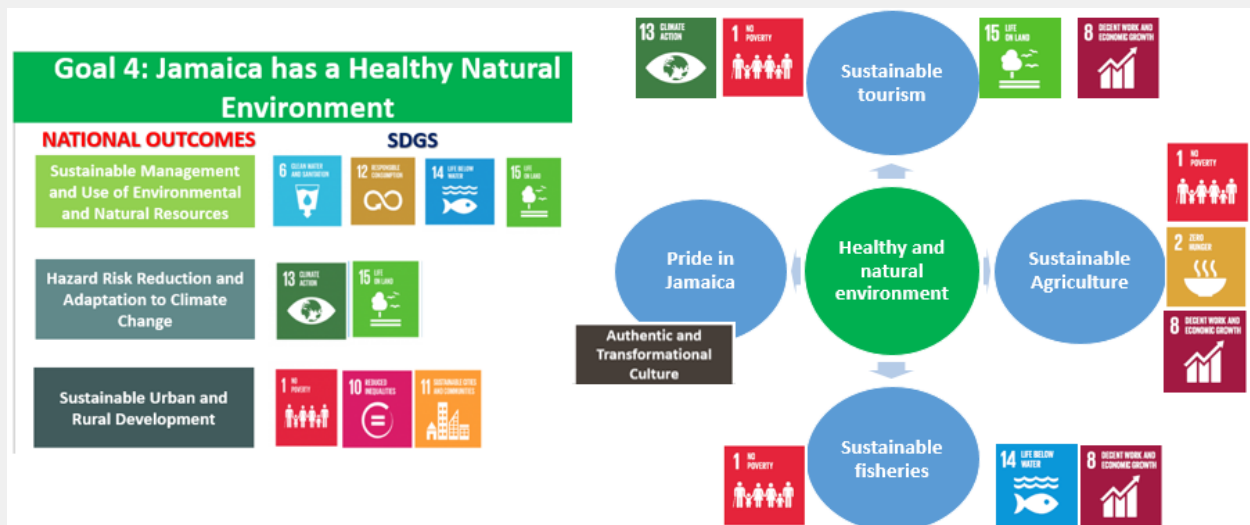 Goal 4: Jamaica has a Healthy Natural
Environment
NATIONAL OUTCOMES
SDGS
Sustainable Management
and Use of Environmental
and Natural Resources
6 CLEAN WATER
AND SANITATION
12 RESPONSIBLE
CONSUMPTION
14 LIFE BELOW
WATER
15 LIFE
ON LAND
Hazard Risk Reduction and
Adaptation to Climate
Change
13 CLIMATE
ACTION
15 LIFE
ON LAND
Sustainable Urban and
Rural Development
1 NO
POVERTY
10 REDUCED
INEQUALITIES
11 SUSTAINABLE CITIES
AND COMMUNITIES
13 CLIMATE
ACTION
1 NO
POVERTY
Sustainable
tourism
15 LIFE
ON LAND
8 DECENT WORK AND
ECONOMIC GROWTH
Pride in
Jamaica
Authentic and
Transformational
Culture
Healthy and
natural
environment
Sustainable
Agriculture
1 NO
POVERTY
2 ZERO
HUNGER
8 DECENT WORK AND
ECONOMIC GROWTH
1 NO
POVERTY
Sustainable
fisheries
14 LIFE BELOW
WATER
8 DECENT WORK AND
ECONOMIC GROWTH